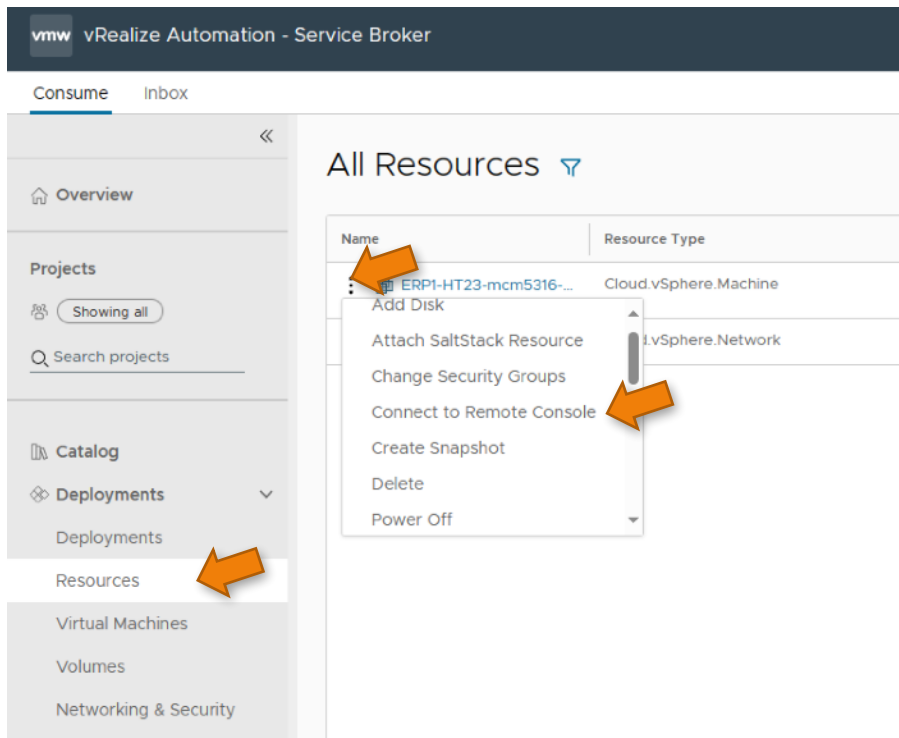 vmw vRealize Automation - Service Broker
Consume Inbox
Overview
Projects
Showing all
Search projects
Catalog
Deployments
Deployments
Resources
Virtual Machines
Volumes
Networking & Security
All Resources
Name Resource Type
ERP1-HT23-mcm5316-... Cloud.vSphere.Machine
Add Disk
Attach SaltStack Resource
.vSphere.Network
Change Security Groups
Connect to Remote Console
Create Snapshot
Delete
Power Off